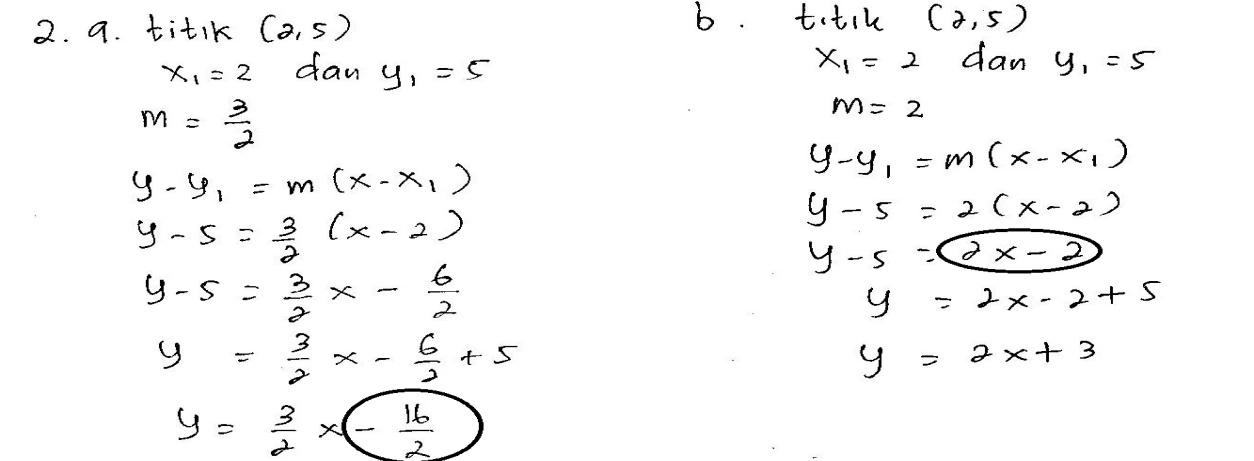 2. a. titik (2,5)
x₁ = 2 dan y₁ = 5
m = 3/2
y - y₁ = m (x - x₁)
y - 5 = 3/2 (x - 2)
y - 5 = 3/2 x - 6/2
y = 3/2 x - 6/2 + 5
y = 3/2 x - 16/2
b. titik (2,5)
x₁ = 2 dan y₁ = 5
m = 2
y - y₁ = m (x - x₁)
y - 5 = 2 (x - 2)
y - 5 = 2x - 2
y = 2x - 2 + 5
y = 2x + 3